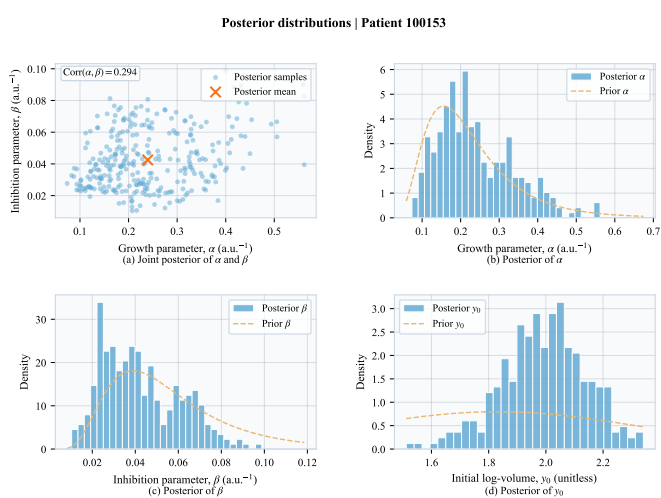 Posterior distributions | Patient 100153
Corr(α, β) = 0.294
Posterior samples
Posterior mean
Inhibition parameter, β (a.u.⁻¹)
0.10
0.08
0.06
0.04
0.02
0.1 0.2 0.3 0.4 0.5
Growth parameter, α (a.u.⁻¹)
(a) Joint posterior of α and β
Posterior α
Prior α
Density
6
5
4
3
2
1
0
0.1 0.2 0.3 0.4 0.5 0.6 0.7
Growth parameter, α (a.u.⁻¹)
(b) Posterior of α
Posterior β
Prior β
Density
30
20
10
0
0.02 0.04 0.06 0.08 0.10 0.12
Inhibition parameter, β (a.u.⁻¹)
(c) Posterior of β
Posterior y₀
Prior y₀
Density
3.0
2.5
2.0
1.5
1.0
0.5
0.0
1.6 1.8 2.0 2.2
Initial log-volume, y₀ (unitless)
(d) Posterior of y₀